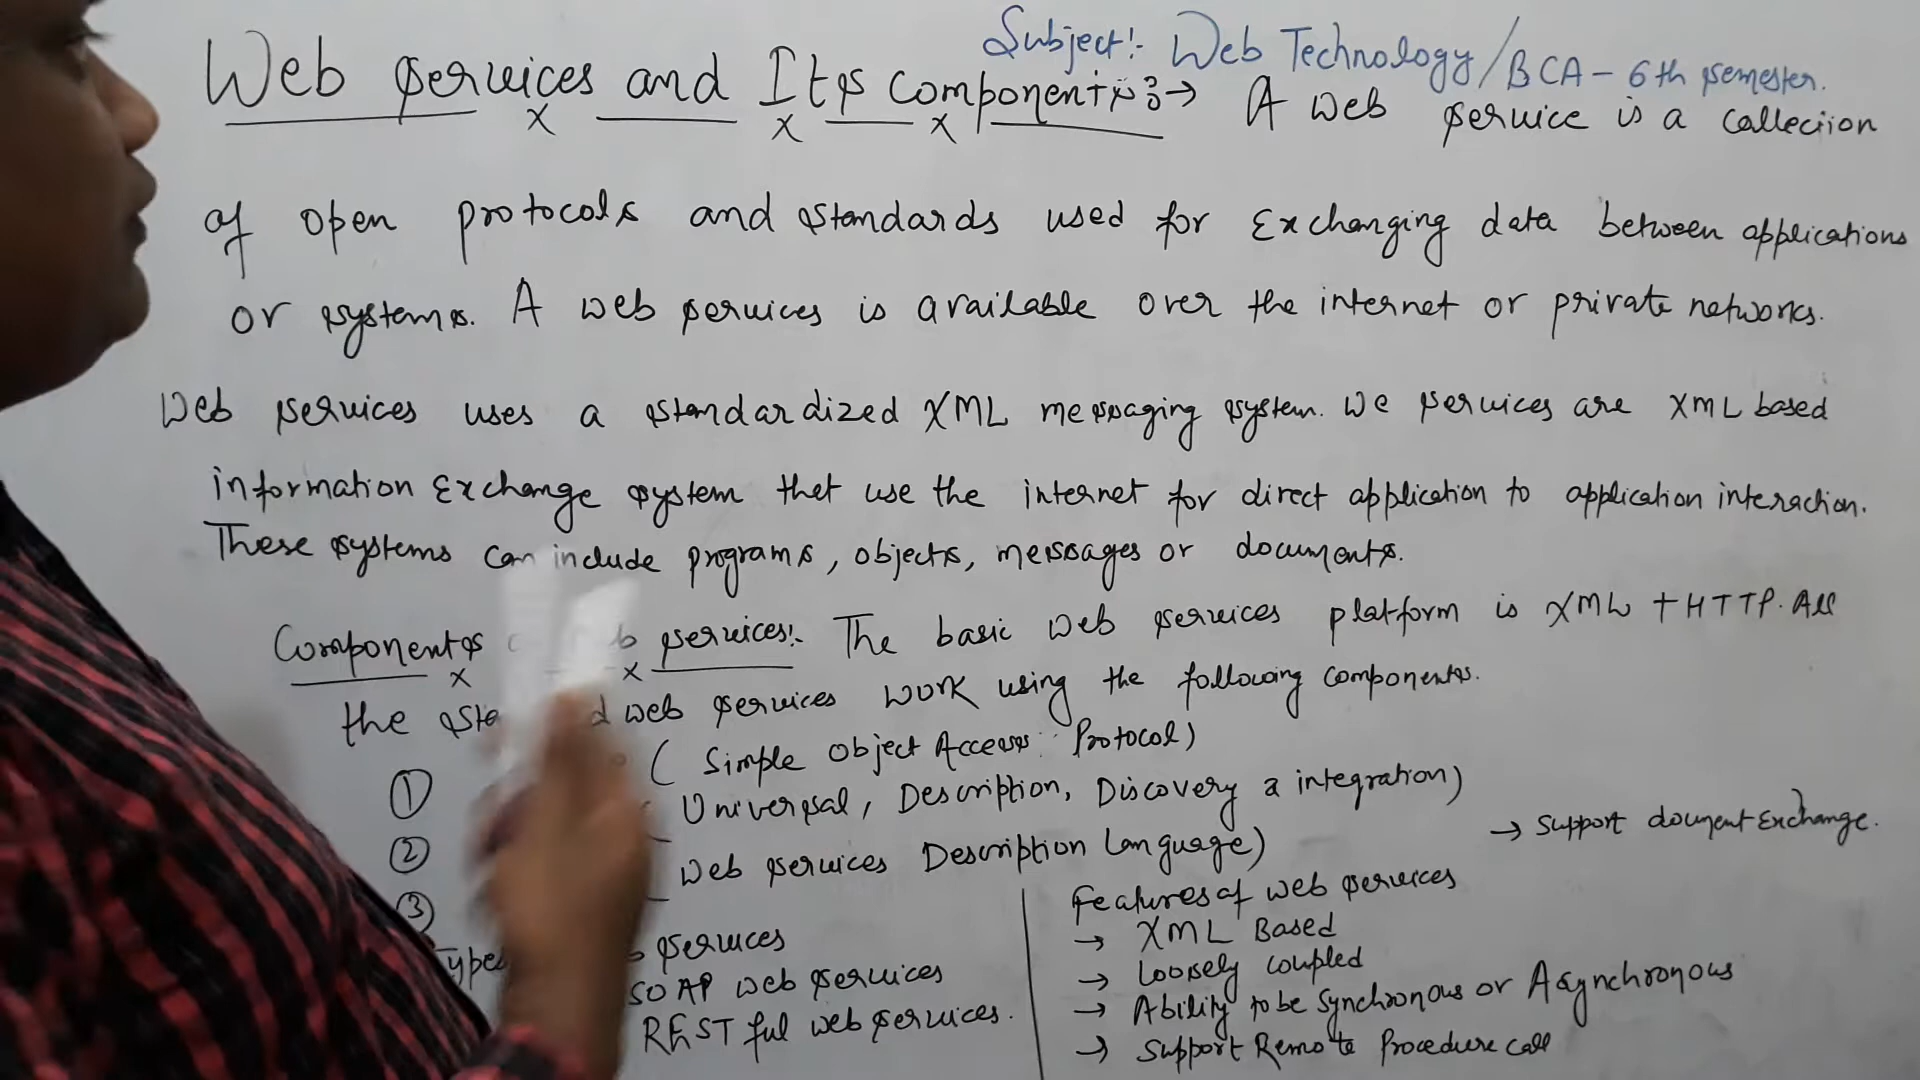 Subject:- Web Technology/BCA - 6th semester.
Web services and Its components :→ A web service is a calleciion
of open protocols and standards used for Exchanging data between applications
or systems. A web services is available over the internet or private networks.
Web services uses a standardized XML messaging system. We services are XML based
information Exchange system thet use the internet for direct application to application interaction.
These systems can include programs, objects, messages or documents.
Components services:- The basic web services platform is XML + HTTP. All
the web services work using the following components.
① ( Simple Object Access Protocol)
② Universal, Description, Discovery & integration)
③ Web services Description Language)
→ Support document Exchange.
Types services
SOAP web services
RESTful web services.
Features of web services
→ XML Based
→ Loosely coupled
→ Ability to be Synchronous or Asynchronous
→ Support Remote Procedure call